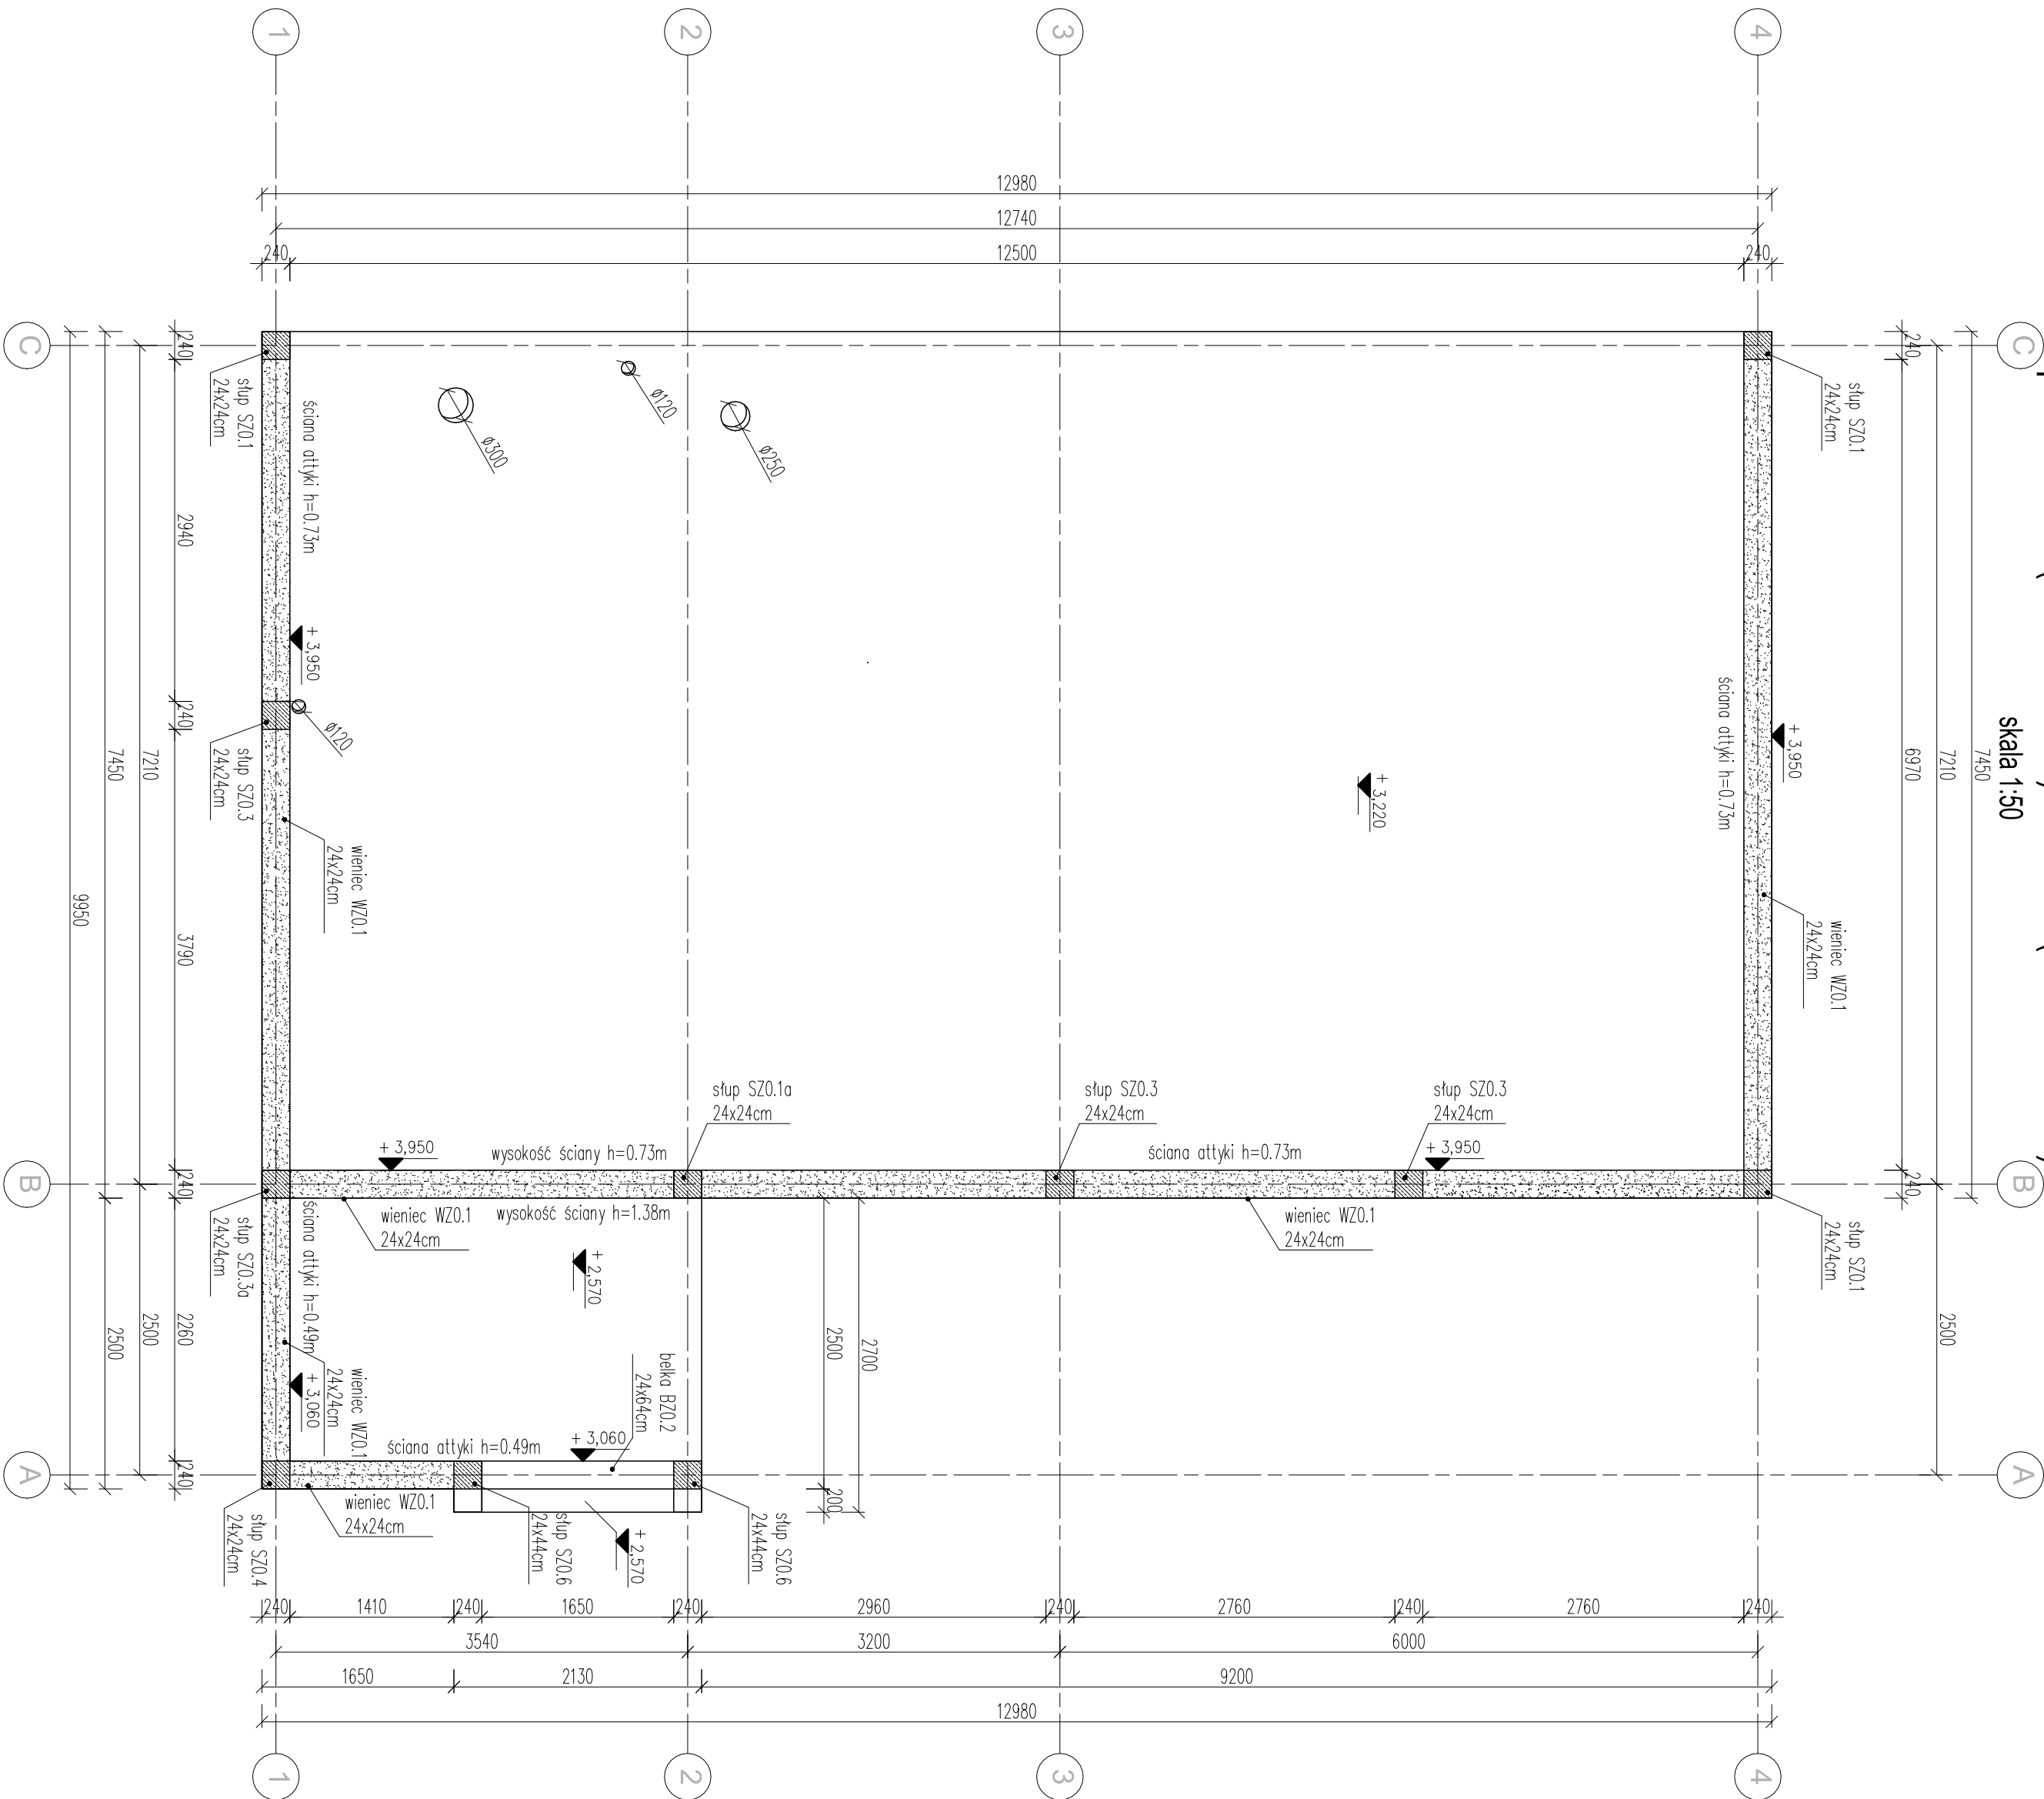 1
2
3
4
12980
12740
240
12500
240
C
C
240
240
słup SZ0.1
24x24cm
słup SZ0.1
24x24cm
ø120
ø300
ø250
ściana attyki h=0.73m
2940
+ 3,950
240
ø120
słup SZ0.3
24x24cm
7450
7210
wieniec WZ0.1
24x24cm
3790
9950
+ 3,220
ściana attyki h=0.73m
+ 3,950
6970
7210
7450
skala 1:50
wieniec WZ0.1
24x24cm
słup SZ0.1a
24x24cm
słup SZ0.3
24x24cm
słup SZ0.3
24x24cm
+ 3,950
wysokość ściany h=0.73m
ściana attyki h=0.73m
+ 3,950
B
240
240
B
wieniec WZ0.1
24x24cm
wysokość ściany h=1.38m
wieniec WZ0.1
24x24cm
słup SZ0.3a
24x24cm
słup SZ0.1
24x24cm
ściana attyki h=0.49m
+ 2,570
2500
2500
2260
2500
2500
2700
wieniec WZ0.1
24x24cm
+ 3,060
belka BZ0.2
24x64cm
ściana attyki h=0.49m
+ 3,060
A
240
200
A
wieniec WZ0.1
24x24cm
słup SZ0.4
24x24cm
słup SZ0.6
24x44cm
+ 2,570
słup SZ0.6
24x44cm
240
1410
240
1650
240
2960
240
2760
240
2760
240
3540
3200
6000
1650
2130
9200
12980
1
2
3
4